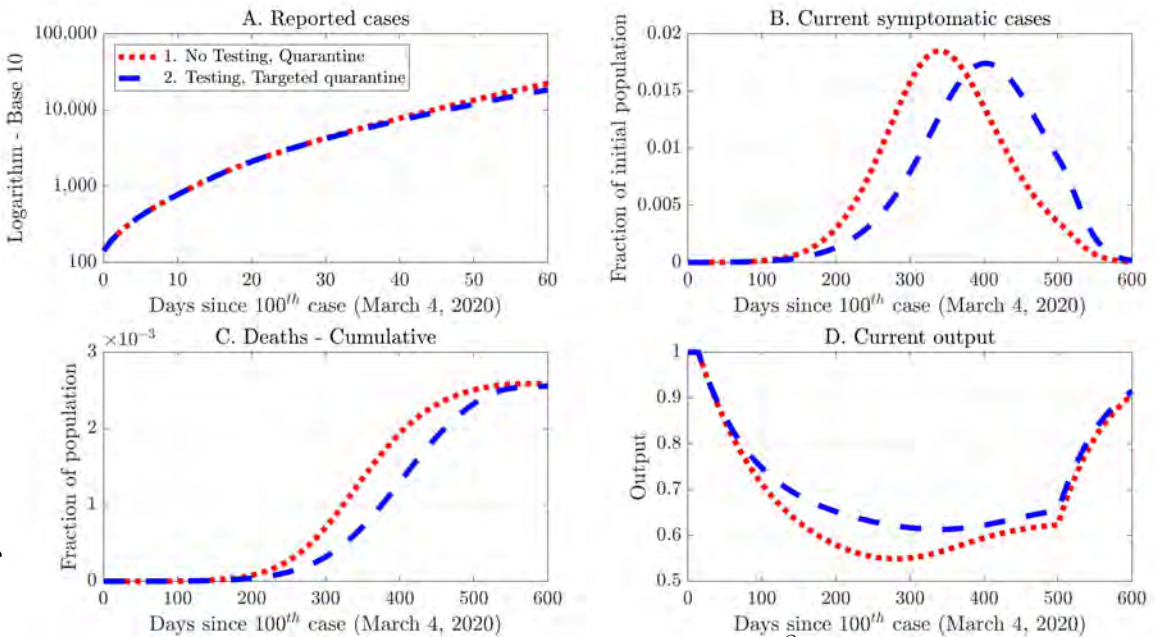 A. Reported cases
100.000
10.000
1,000
100
Logarithm - Base 10
1. No Testing, Quarantine
2. Testing, Targeted quarantine
0 10 20 30 40 50 60
Days since 100th case (March 4, 2020)
B. Current symptomatic cases
0.02
0.015
0.01
0.005
0
Fraction of initial population
0 100 200 300 400 500 600
Days since 100th case (March 4, 2020)
C. Deaths - Cumulative
×10−3
3
2
1
0
Fraction of population
0 100 200 300 400 500 600
Days since 100th case (March 4, 2020)
D. Current output
1
0.9
0.8
0.7
0.6
0.5
Output
0 100 200 300 400 500 600
Days since 100th case (March 4, 2020)